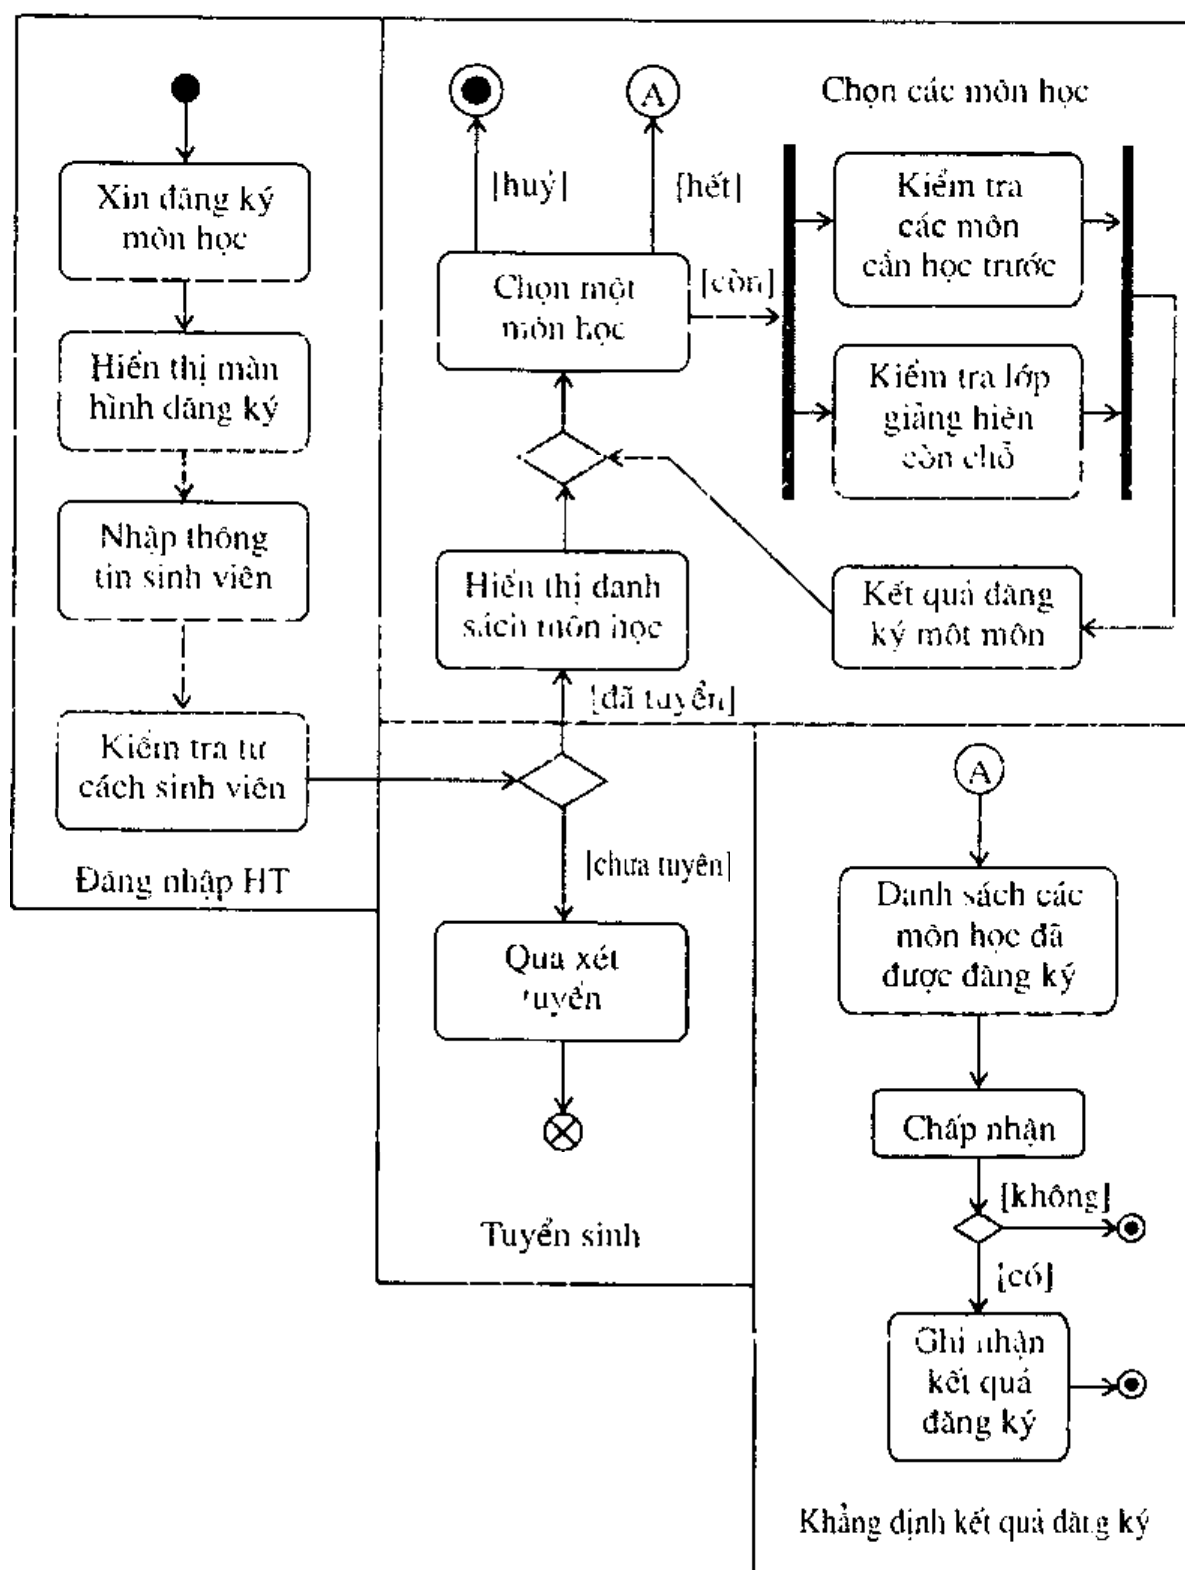 Xin đăng ký
môn học
Hiển thị màn
hình đăng ký
Nhập thông
tin sinh viên
Kiểm tra tư
cách sinh viên
Đăng nhập HT
A
Chọn các môn học
[huỷ]
[hết]
Chọn một
môn học
[còn]
Kiểm tra
các môn
cần học trước
Kiểm tra lớp
giảng hiên
còn chỗ
Hiển thị danh
sách môn học
Kết quả đăng
ký môt môn
[đã tuyển]
[chưa tuyên]
Qua xét
tuyển
Tuyển sinh
A
Danh sách các
môn học đã
được đăng ký
Chấp nhận
[không]
[có]
Ghi nhận
kết quả
đăng ký
Khẳng định kết quả đăng ký